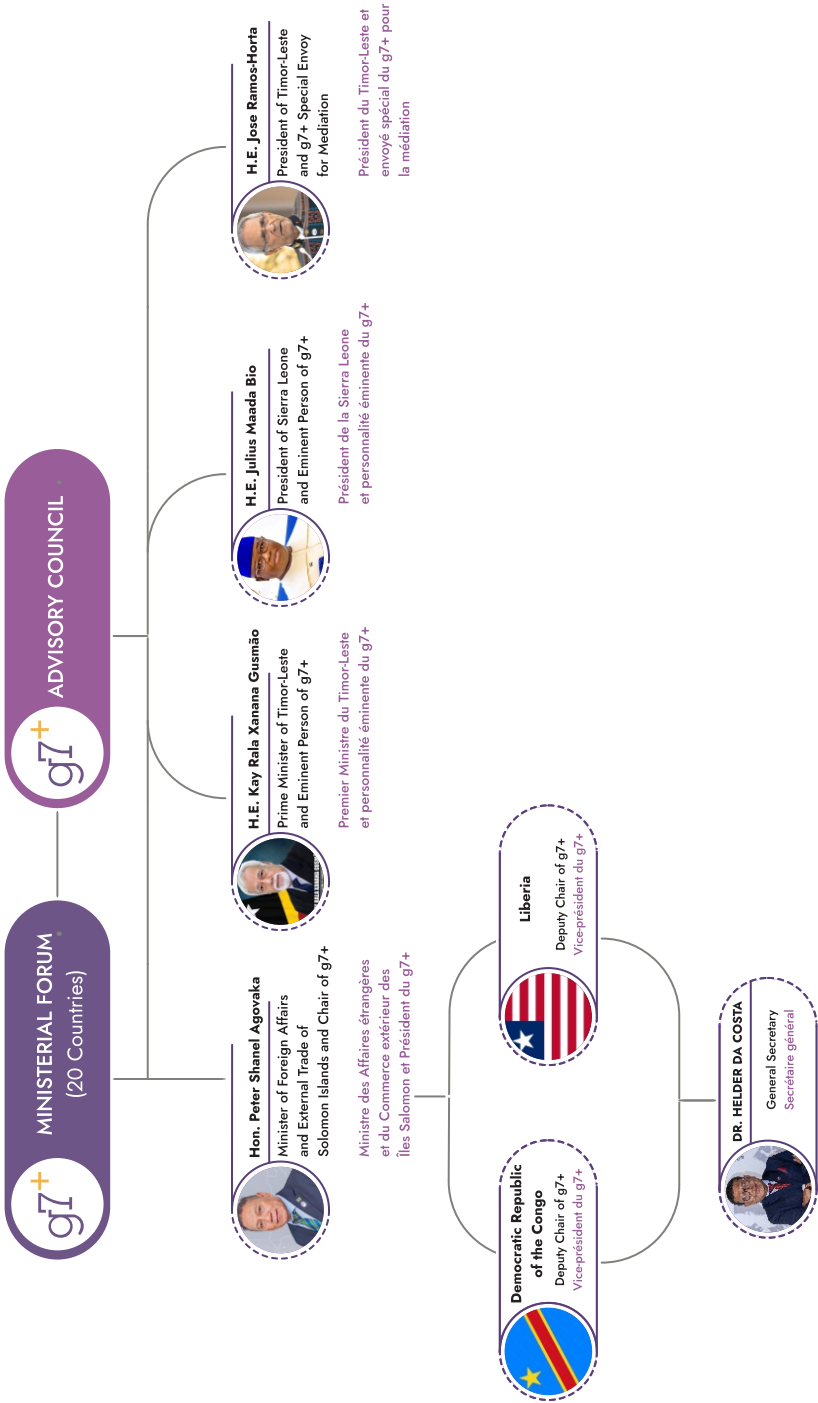 g7+
MINISTERIAL FORUM
(20 Countries)
g7+
ADVISORY COUNCIL
Hon. Peter Shanel Agovaka
Minister of Foreign Affairs
and External Trade of
Solomon Islands and Chair of g7+
Ministre des Affaires étrangères
et du Commerce extérieur des
Îles Salomon et Président du g7+
H.E. Kay Rala Xanana Gusmão
Prime Minister of Timor-Leste
and Eminent Person of g7+
Premier Ministre du Timor-Leste
et personnalité éminente du g7+
H.E. Julius Maada Bio
President of Sierra Leone
and Eminent Person of g7+
Président de la Sierra Leone
et personnalité éminente du g7+
H.E. Jose Ramos-Horta
President of Timor-Leste
and g7+ Special Envoy
for Mediation
Président du Timor-Leste et
envoyé spécial du g7+ pour
la médiation
Democratic Republic
of the Congo
Deputy Chair of g7+
Vice-président du g7+
Liberia
Deputy Chair of g7+
Vice-président du g7+
DR. HELDER DA COSTA
General Secretary
Secrétaire général